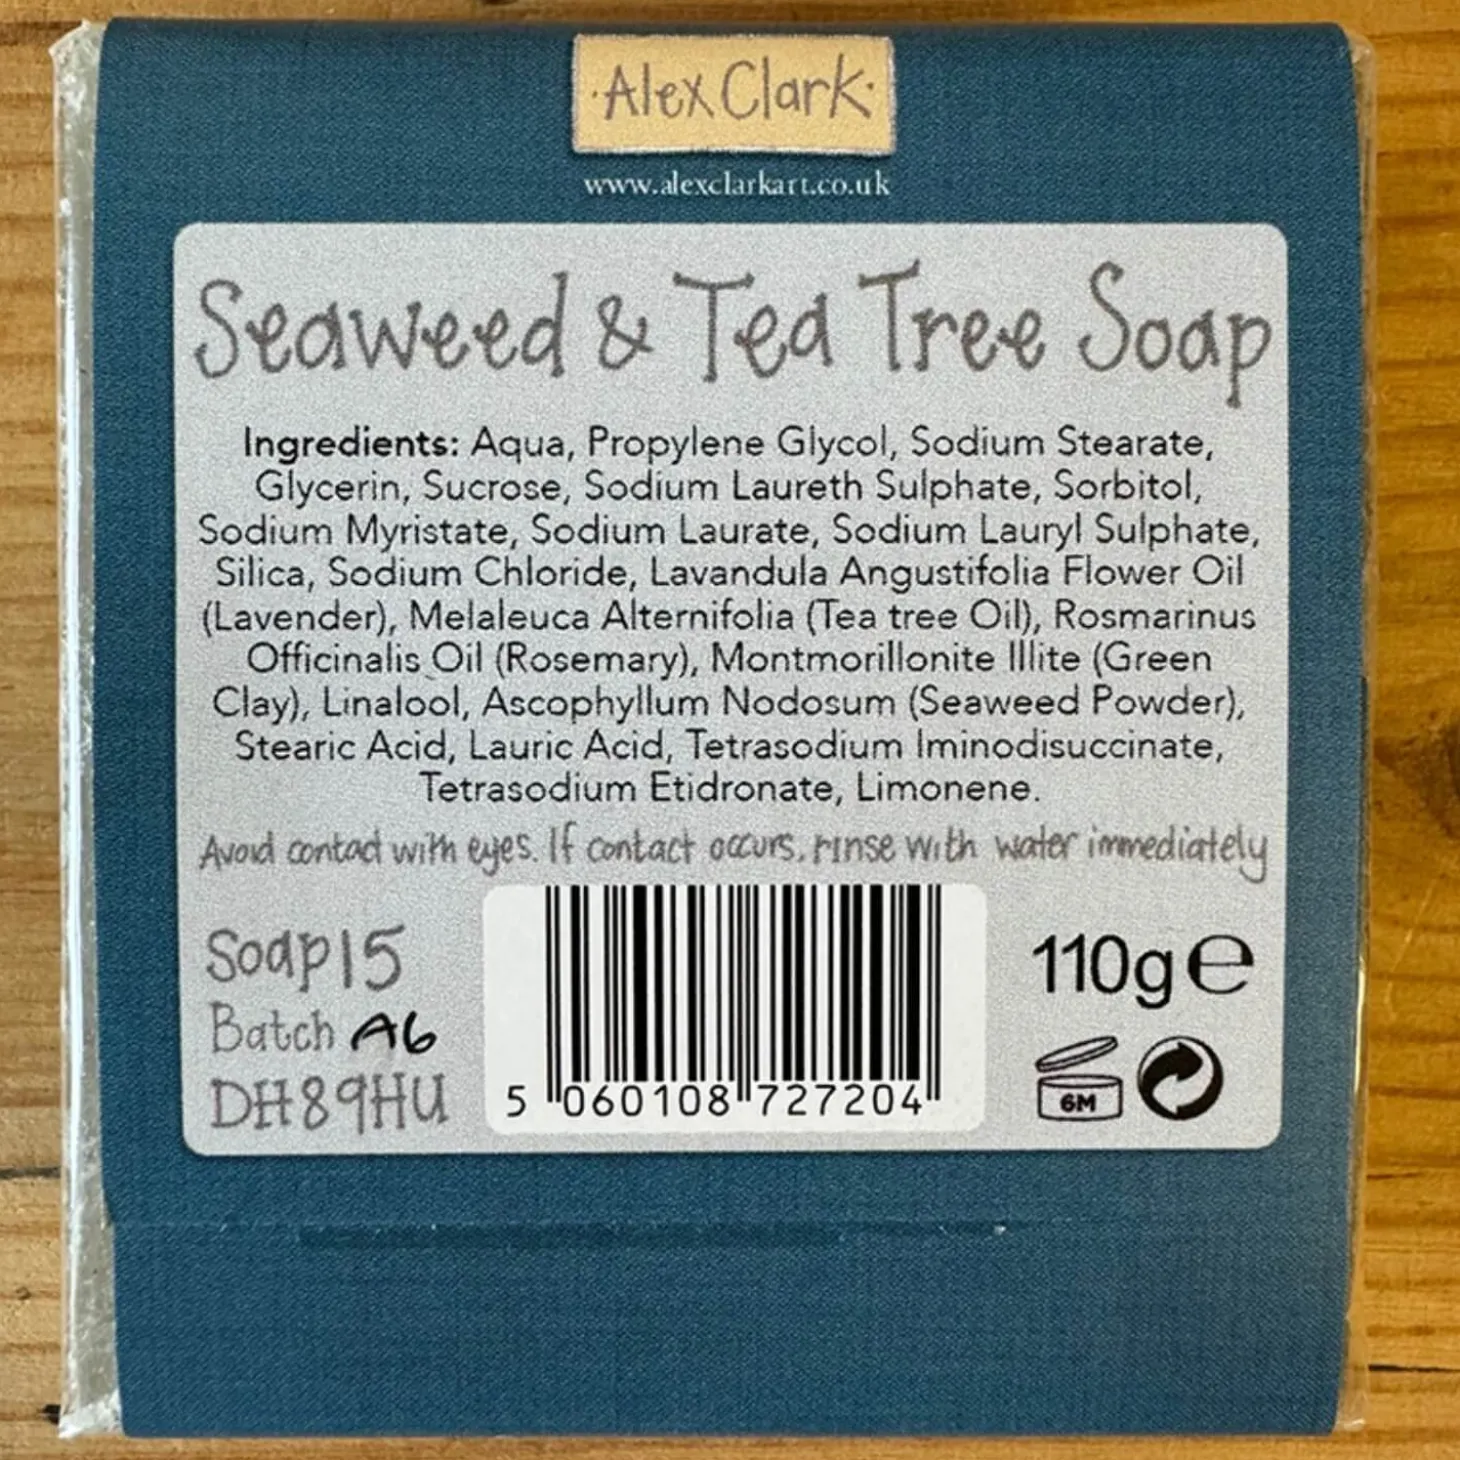 ·Alex Clark·
www.alexclarkart.co.uk
Seaweed & Tea Tree Soap
Ingredients: Aqua, Propylene Glycol, Sodium Stearate,
Glycerin, Sucrose, Sodium Laureth Sulphate, Sorbitol,
Sodium Myristate, Sodium Laurate, Sodium Lauryl Sulphate,
Silica, Sodium Chloride, Lavandula Angustifolia Flower Oil
(Lavender), Melaleuca Alternifolia (Tea tree Oil), Rosmarinus
Officinalis Oil (Rosemary), Montmorillonite Illite (Green
Clay), Linalool, Ascophyllum Nodosum (Seaweed Powder),
Stearic Acid, Lauric Acid, Tetrasodium Iminodisuccinate,
Tetrasodium Etidronate, Limonene.
Avoid contact with eyes. If contact occurs, rinse with water immediately
Soap15
Batch A6
DH89HU
5 060108 727204
110g e
6M